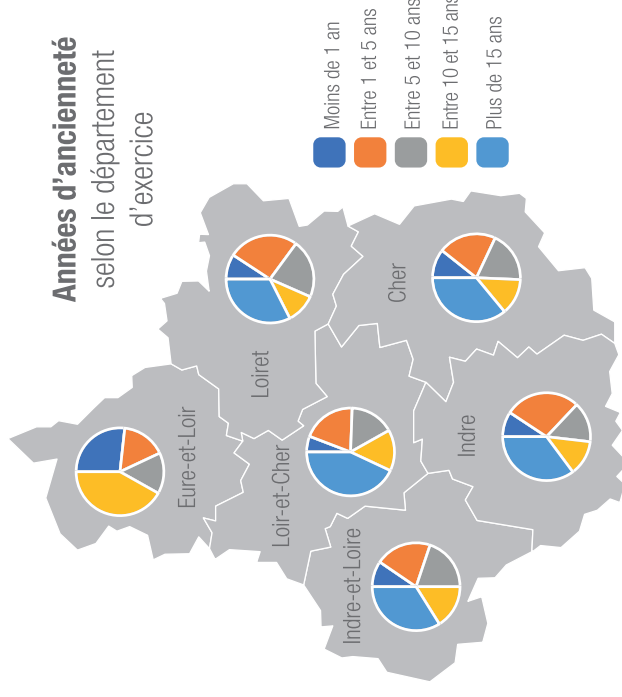 Années d'ancienneté
selon le département
d'exercice
Moins de 1 an
Entre 1 et 5 ans
Entre 5 et 10 ans
Entre 10 et 15 ans
Plus de 15 ans
Eure-et-Loir
Loiret
Loir-et-Cher
Cher
Indre-et-Loire
Indre